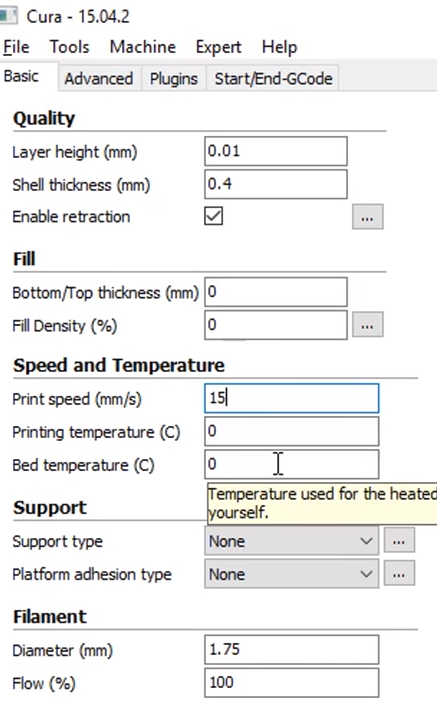 Cura - 15.04.2
File Tools Machine Expert Help
Basic Advanced Plugins Start/End-GCode
Quality
Layer height (mm) 0.01
Shell thickness (mm) 0.4
Enable retraction ...
Fill
Bottom/Top thickness (mm) 0
Fill Density (%) 0 ...
Speed and Temperature
Print speed (mm/s) 15
Printing temperature (C) 0
Bed temperature (C) 0
Temperature used for the heated
yourself.
Support
Support type None ...
Platform adhesion type None ...
Filament
Diameter (mm) 1.75
Flow (%) 100